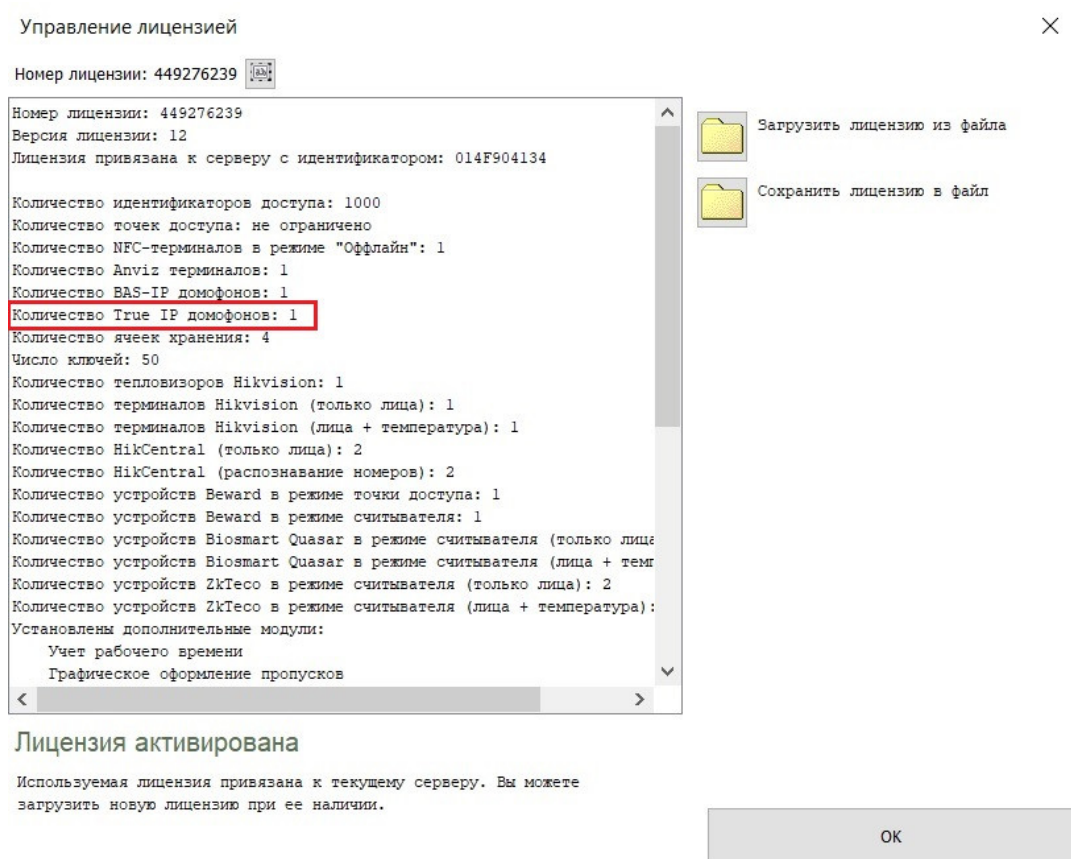 Управление лицензией
Номер лицензии: 449276239
Номер лицензии: 449276239
Версия лицензии: 12
Лицензия привязана к серверу с идентификатором: 014F904134
Количество идентификаторов доступа: 1000
Количество точек доступа: не ограничено
Количество NFC-терминалов в режиме "Оффлайн": 1
Количество Anviz терминалов: 1
Количество BAS-IP домофонов: 1
Количество True IP домофонов: 1
Количество ячеек хранения: 4
Число ключей: 50
Количество тепловизоров Hikvision: 1
Количество терминалов Hikvision (только лица): 1
Количество терминалов Hikvision (лица + температура): 1
Количество HikCentral (только лица): 2
Количество HikCentral (распознавание номеров): 2
Количество устройств Beward в режиме точки доступа: 1
Количество устройств Beward в режиме считывателя: 1
Количество устройств Biosmart Quasar в режиме считывателя (только лица
Количество устройств Biosmart Quasar в режиме считывателя (лица + темп
Количество устройств ZkTeco в режиме считывателя (только лица): 2
Количество устройств ZkTeco в режиме считывателя (лица + температура):
Установлены дополнительные модули:
Учет рабочего времени
Графическое оформление пропусков
Загрузить лицензию из файла
Сохранить лицензию в файл
Лицензия активирована
Используемая лицензия привязана к текущему серверу. Вы можете
загрузить новую лицензию при ее наличии.
OK